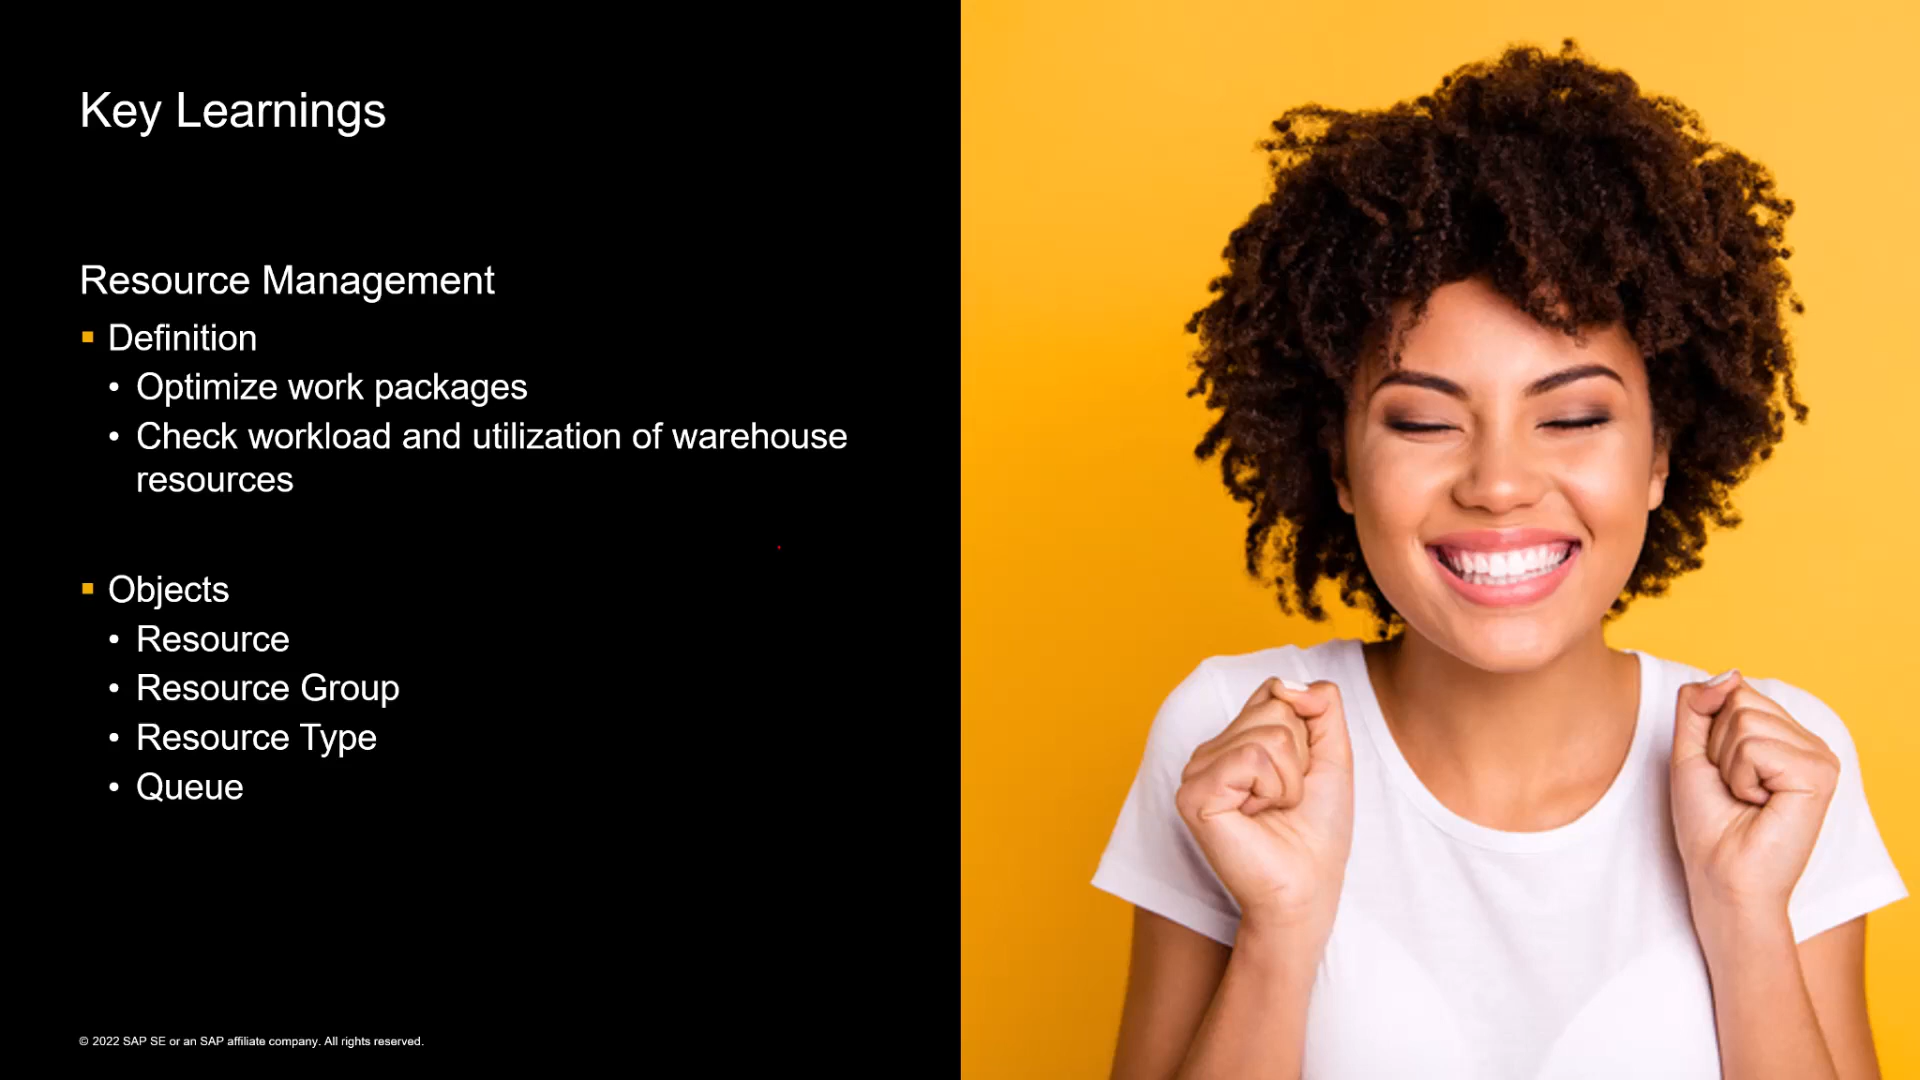 Key Learnings
Resource Management
▪ Definition
• Optimize work packages
• Check workload and utilization of warehouse
resources
▪ Objects
• Resource
• Resource Group
• Resource Type
• Queue
© 2022 SAP SE or an SAP affiliate company. All rights reserved.